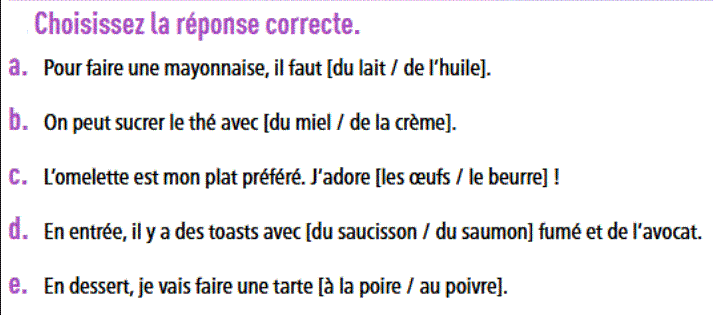 Choisissez la réponse correcte.
a. Pour faire une mayonnaise, il faut [du lait / de l'huile].
b. On peut sucrer le thé avec [du miel / de la crème].
c. L'omelette est mon plat préféré. J'adore [les œufs / le beurre] !
d. En entrée, il y a des toasts avec [du saucisson / du saumon] fumé et de l'avocat.
e. En dessert, je vais faire une tarte [à la poire / au poivre].